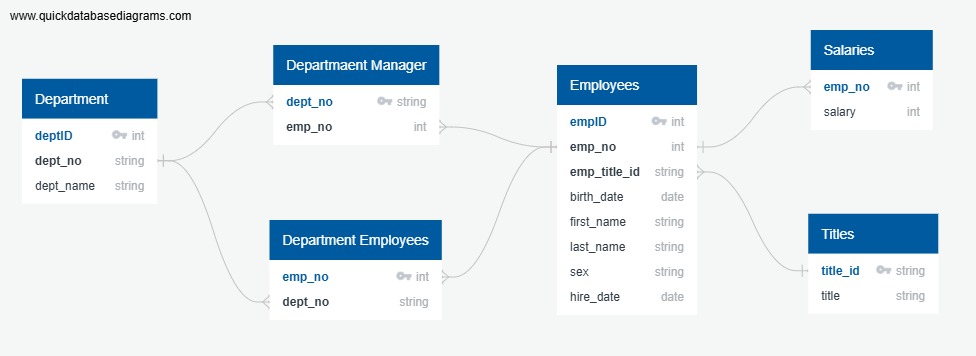 www.quickdatabasediagrams.com
Department
deptID int
dept_no string
dept_name string
Departmaent Manager
dept_no string
emp_no int
Department Employees
emp_no int
dept_no string
Employees
empID int
emp_no int
emp_title_id string
birth_date date
first_name string
last_name string
sex string
hire_date date
Salaries
emp_no int
salary int
Titles
title_id string
title string